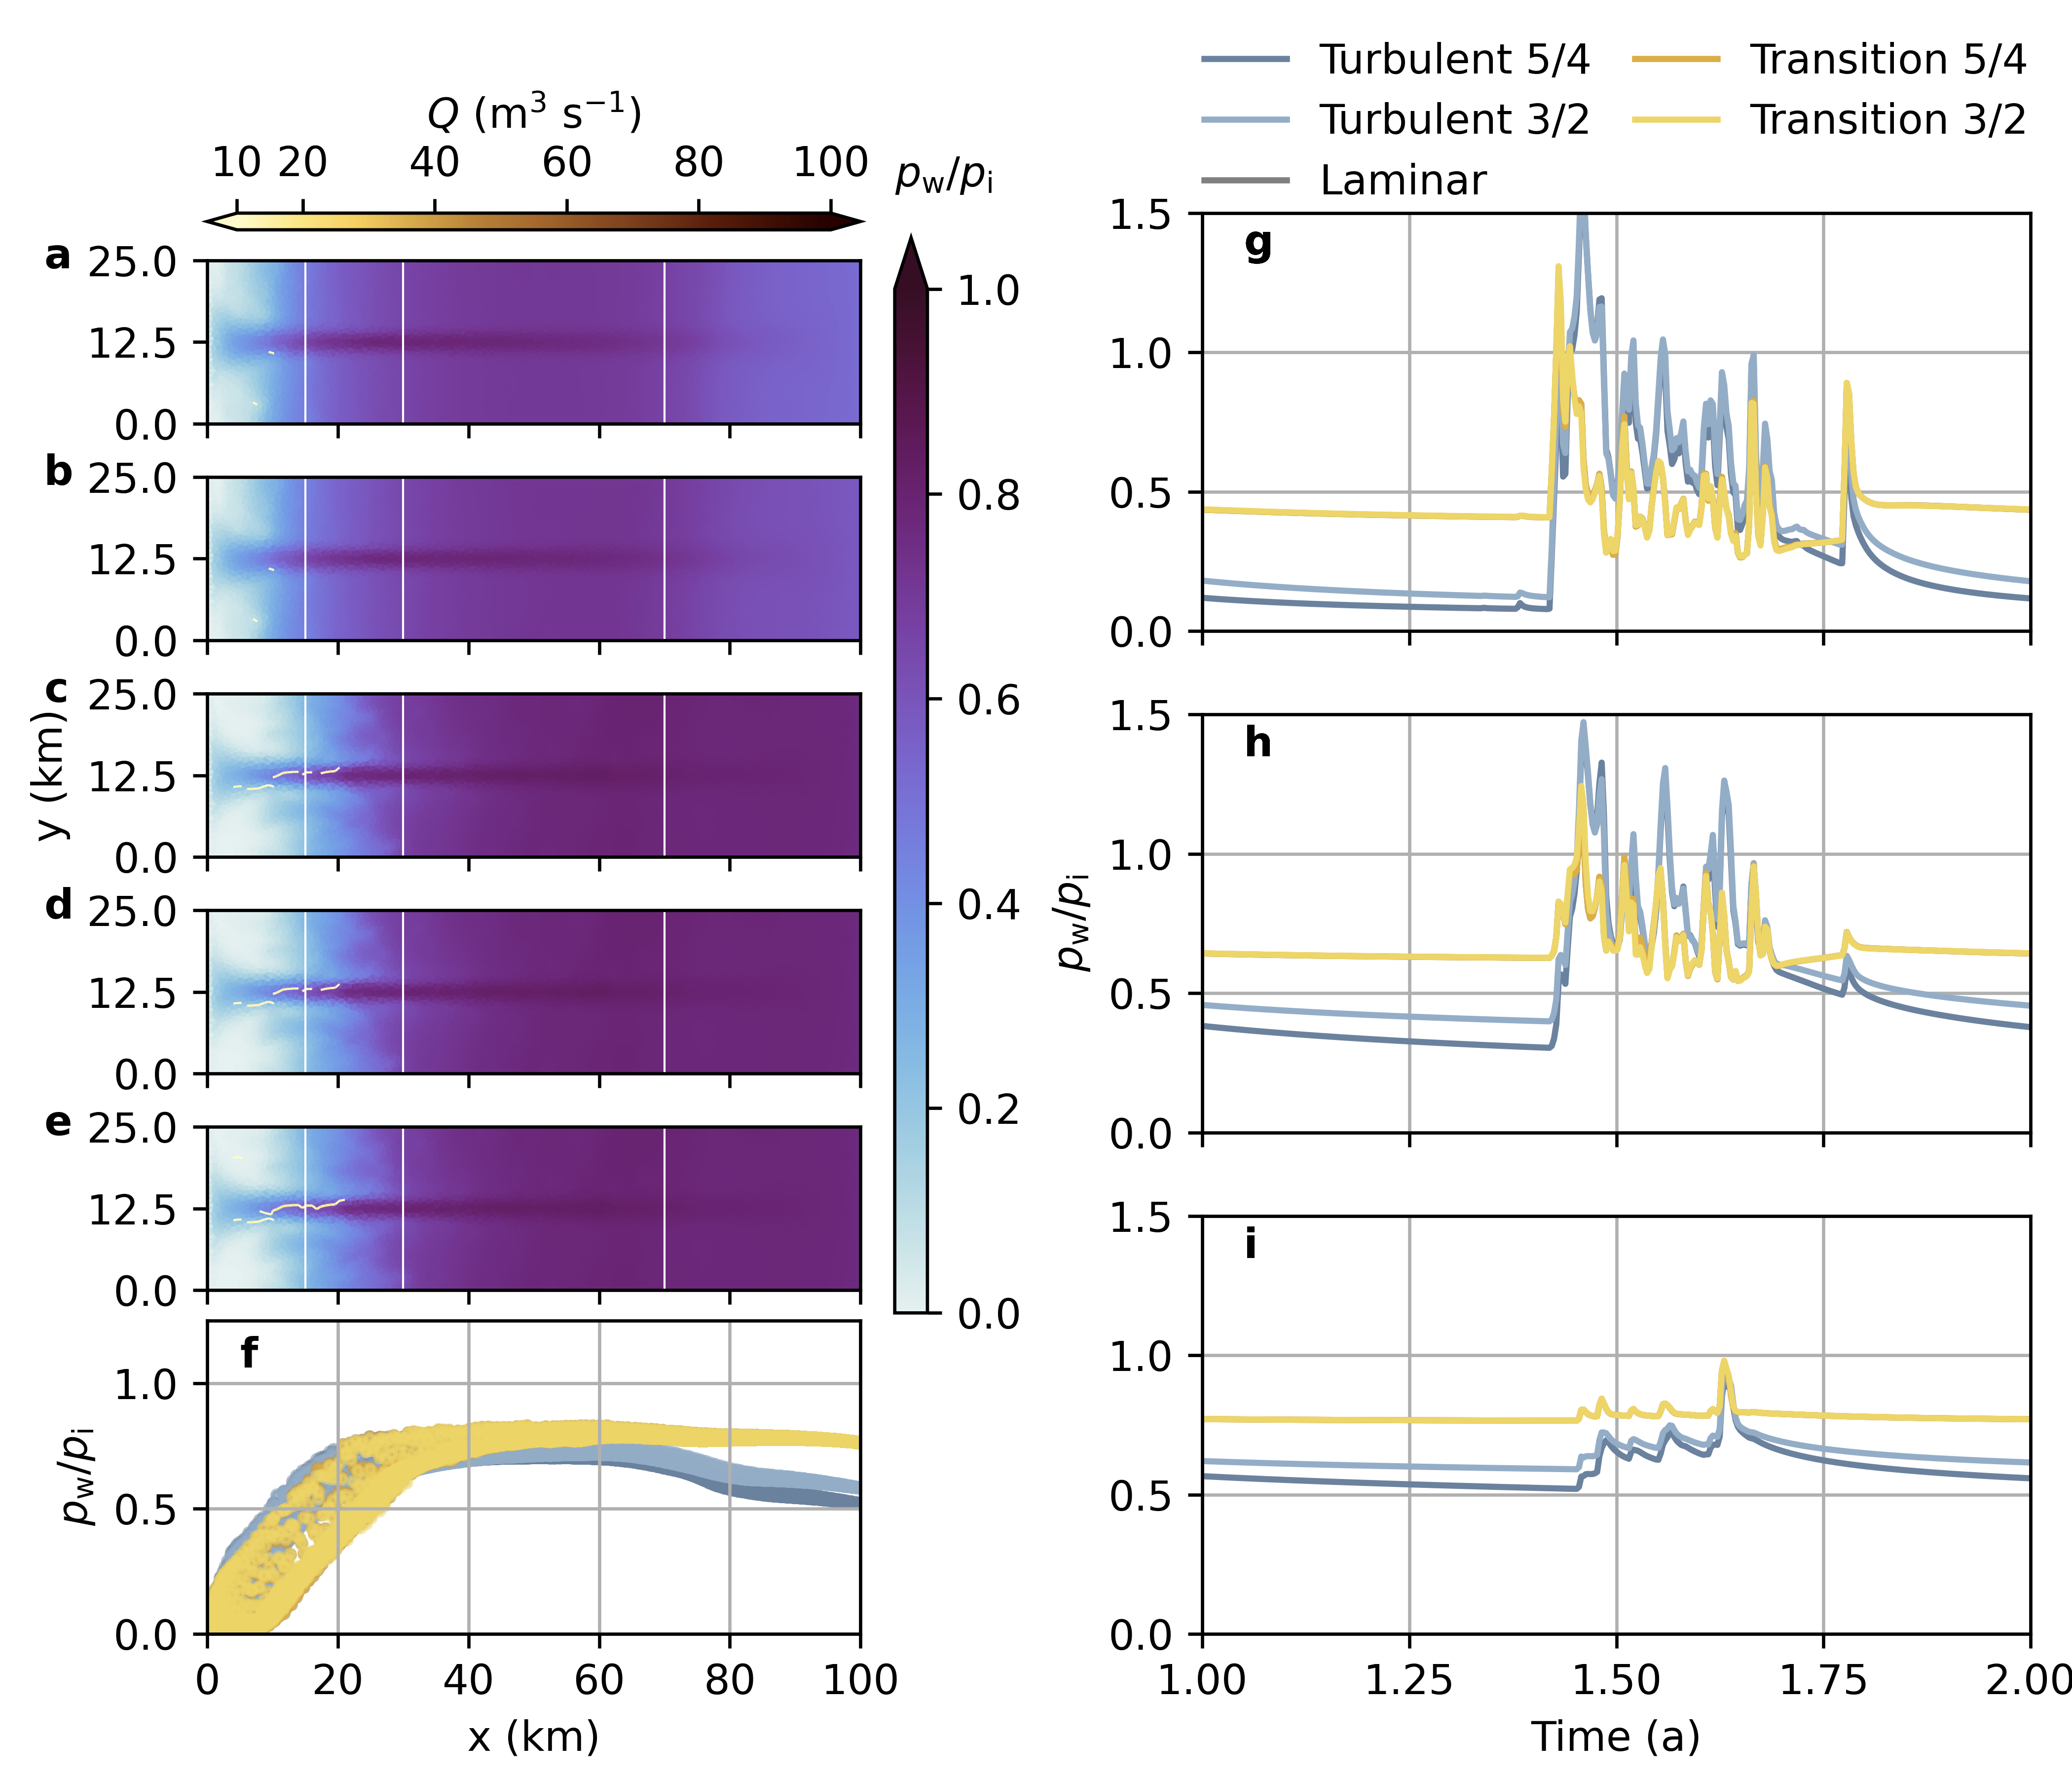 Q (m³ s⁻¹)
10 20 40 60 80 100
p_w/p_i
1.0
0.8
0.6
0.4
0.2
0.0
a
25.0
12.5
0.0
b
25.0
12.5
0.0
c
25.0
12.5
0.0
d
25.0
12.5
0.0
e
25.0
12.5
0.0
y (km)
f
1.0
0.5
0.0
p_w/p_i
0 20 40 60 80 100
x (km)
Turbulent 5/4
Turbulent 3/2
Laminar
Transition 5/4
Transition 3/2
g
1.5
1.0
0.5
0.0
h
1.5
1.0
0.5
0.0
p_w/p_i
i
1.5
1.0
0.5
0.0
1.00 1.25 1.50 1.75 2.00
Time (a)